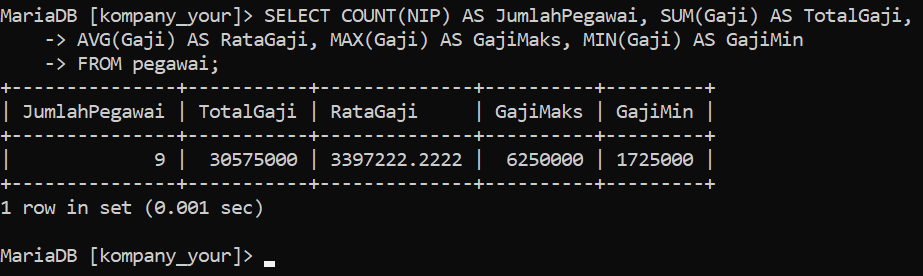 MariaDB [kompany_your]> SELECT COUNT(NIP) AS JumlahPegawai, SUM(Gaji) AS TotalGaji,
    -> AVG(Gaji) AS RataGaji, MAX(Gaji) AS GajiMaks, MIN(Gaji) AS GajiMin
    -> FROM pegawai;
+---------------+-----------+--------------+----------+---------+
| JumlahPegawai | TotalGaji | RataGaji     | GajiMaks | GajiMin |
+---------------+-----------+--------------+----------+---------+
|             9 |  30575000 | 3397222.2222 |  6250000 | 1725000 |
+---------------+-----------+--------------+----------+---------+
1 row in set (0.001 sec)
MariaDB [kompany_your]>